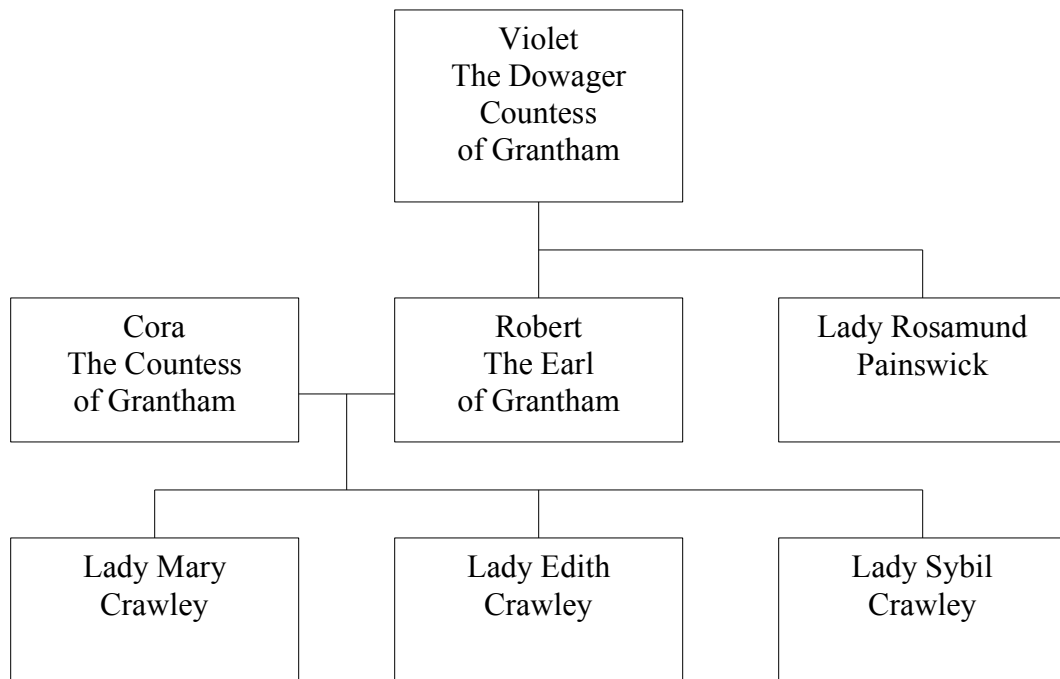 Violet
The Dowager
Countess
of Grantham
Cora
The Countess
of Grantham
Robert
The Earl
of Grantham
Lady Rosamund
Painswick
Lady Mary
Crawley
Lady Edith
Crawley
Lady Sybil
Crawley